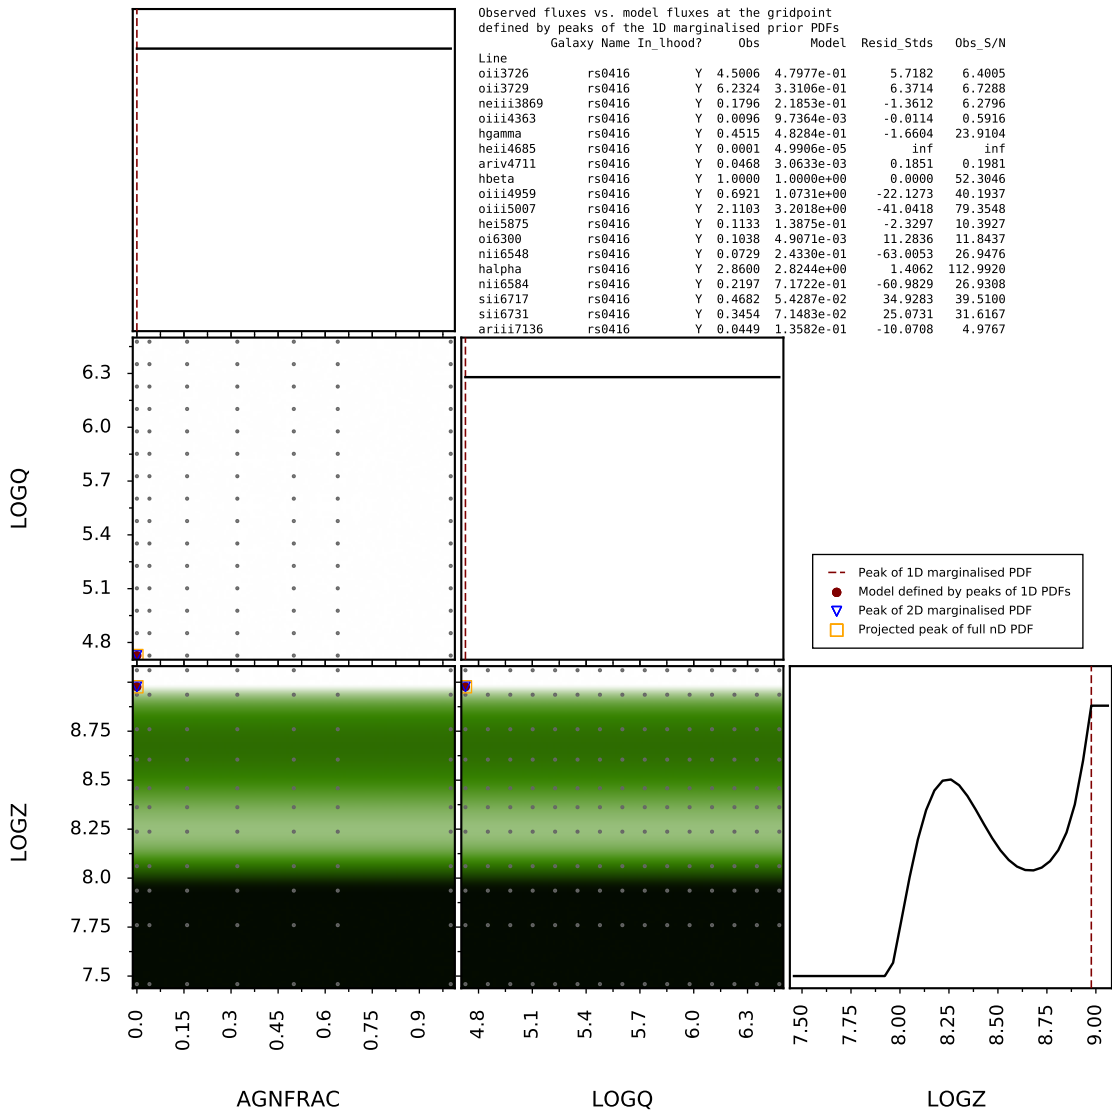 Observed fluxes vs. model fluxes at the gridpoint
defined by peaks of the 1D marginalised prior PDFs
Galaxy Name In_lhood? Obs Model Resid_Stds Obs_S/N
Line
oii3726 rs0416 Y 4.5006 4.7977e-01 5.7182 6.4005
oii3729 rs0416 Y 6.2324 3.3106e-01 6.3714 6.7288
neiii3869 rs0416 Y 0.1796 2.1853e-01 -1.3612 6.2796
oiii4363 rs0416 Y 0.0096 9.7364e-03 -0.0114 0.5916
hgamma rs0416 Y 0.4515 4.8284e-01 -1.6604 23.9104
heii4685 rs0416 Y 0.0001 4.9906e-05 inf inf
ariv4711 rs0416 Y 0.0468 3.0633e-03 0.1851 0.1981
hbeta rs0416 Y 1.0000 1.0000e+00 0.0000 52.3046
oiii4959 rs0416 Y 0.6921 1.0731e+00 -22.1273 40.1937
oiii5007 rs0416 Y 2.1103 3.2018e+00 -41.0418 79.3548
hei5875 rs0416 Y 0.1133 1.3875e-01 -2.3297 10.3927
oi6300 rs0416 Y 0.1038 4.9071e-03 11.2836 11.8437
nii6548 rs0416 Y 0.0729 2.4330e-01 -63.0053 26.9476
halpha rs0416 Y 2.8600 2.8244e+00 1.4062 112.9920
nii6584 rs0416 Y 0.2197 7.1722e-01 -60.9829 26.9308
sii6717 rs0416 Y 0.4682 5.4287e-02 34.9283 39.5100
sii6731 rs0416 Y 0.3454 7.1483e-02 25.0731 31.6167
ariii7136 rs0416 Y 0.0449 1.3582e-01 -10.0708 4.9767
6.3
6.0
5.7
5.4
5.1
4.8
LOGQ
Peak of 1D marginalised PDF
Model defined by peaks of 1D PDFs
Peak of 2D marginalised PDF
Projected peak of full nD PDF
8.75
8.5
8.25
8.0
7.75
7.5
LOGZ
0.0 0.15 0.3 0.45 0.6 0.75 0.9
4.8 5.1 5.4 5.7 6.0 6.3
7.50 7.75 8.00 8.25 8.50 8.75 9.00
AGNFRAC LOGQ LOGZ